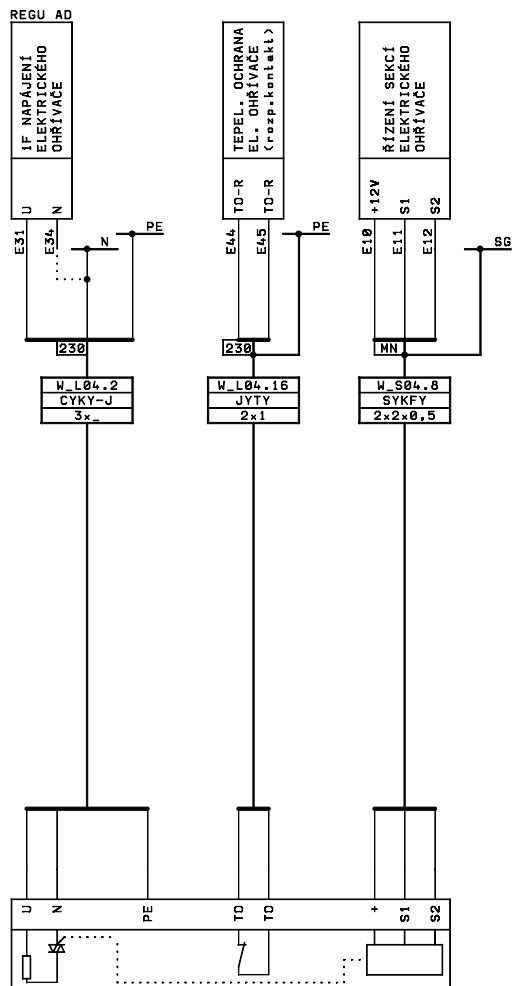 REGU AD
1F NAPÁJENÍ
ELEKTRICKÉHO
OHŘÍVAČE
U
N
TEPEL. OCHRANA
EL. OHŘÍVAČE
(rozp.kontakt)
TO-R
TO-R
ŘÍZENÍ SEKCÍ
ELEKTRICKÉHO
OHŘÍVAČE
+12V
S1
S2
E31
E34
N
PE
E44
E45
PE
E10
E11
E12
SG
230
230
MN
W_L04.2
CYKY-J
3x_
W_L04.16
JYTY
2x1
W_S04.8
SYKFY
2x2x0,5
U
N
PE
TO
TO
+
S1
S2